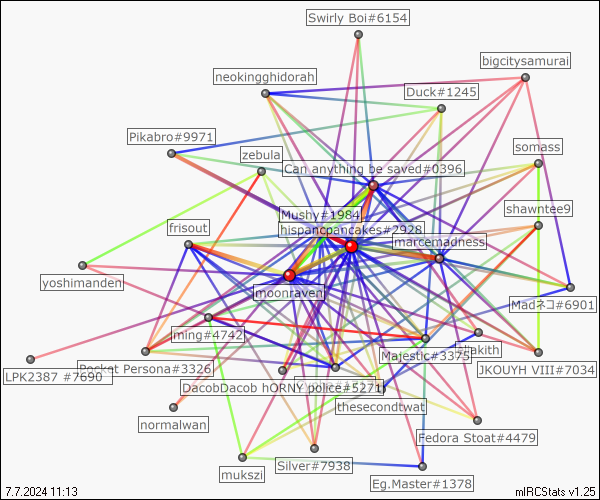 Swirly Boi#6154
bigcitysamurai
neokingghidorah
Duck#1245
Pikabro#9971
somass
zebula
Can anything be saved#0396
shawntee9
Mushy#1984
hispancpancakes#2928
frisout
marcemadness
yoshimanden
moonraven
Madネコ#6901
ming#4742
Majestic#3375
akith
LPK2387 #7690
Pocket Persona#3326
JKOUYH VIII#7034
DacobDacob hORNY police#5271
thesecondtwat
normalwan
Fedora Stoat#4479
Silver#7938
mukszi
Eg.Master#1378
7.7.2024 11:13
mIRCStats v1.25